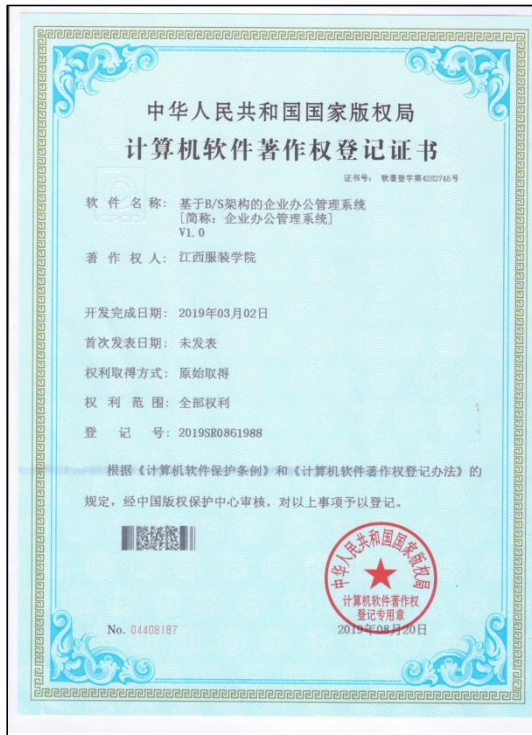 中华人民共和国国家版权局
计算机软件著作权登记证书
证书号： 软著登字第4282745号
软件名称： 基于B/S架构的企业办公管理系统
[简称：企业办公管理系统]
V1.0
著作权人： 江西服装学院
开发完成日期： 2019年03月02日
首次发表日期： 未发表
权利取得方式： 原始取得
权利范围： 全部权利
登记号： 2019SR0861988
根据《计算机软件保护条例》和《计算机软件著作权登记办法》的
规定，经中国版权保护中心审核，对以上事项予以登记。
中华人民共和国国家版权局
计算机软件著作权
登记专用章
No. 04408187
2019年08月20日